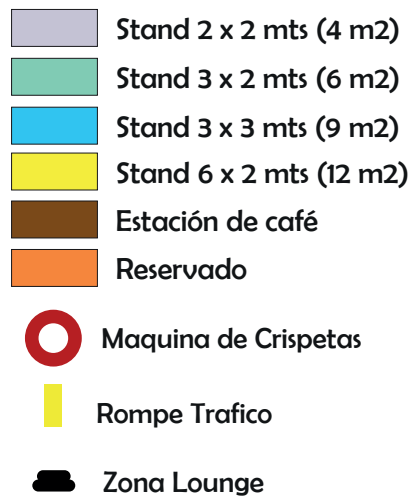 Stand 2 x 2 mts (4 m2)
Stand 3 x 2 mts (6 m2)
Stand 3 x 3 mts (9 m2)
Stand 6 x 2 mts (12 m2)
Estación de café
Reservado
Maquina de Crispetas
Rompe Trafico
Zona Lounge